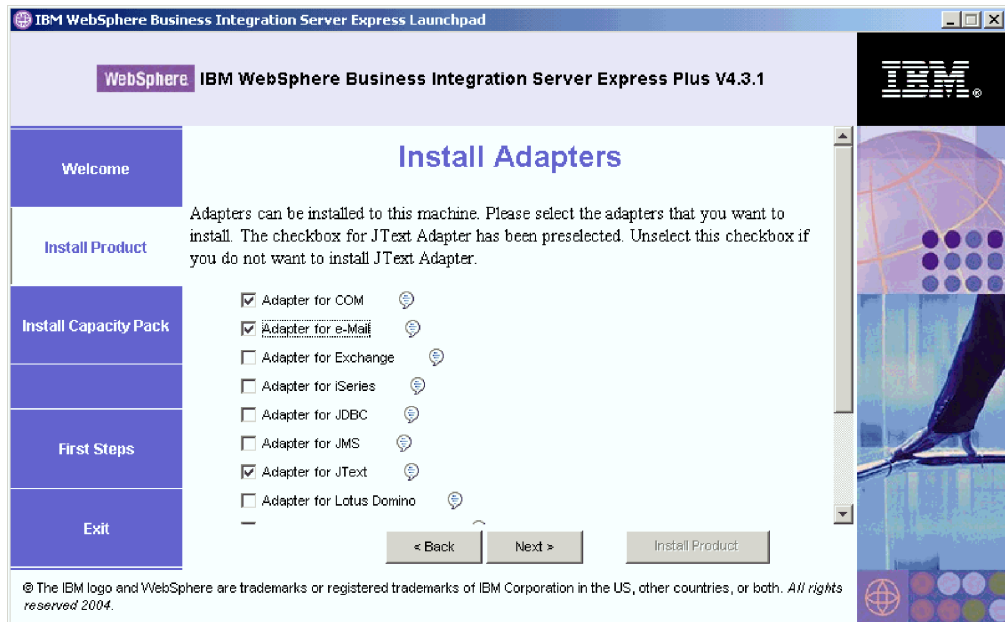 IBM WebSphere Business Integration Server Express Launchpad
WebSphere IBM WebSphere Business Integration Server Express Plus V4.3.1
IBM®
Welcome
Install Product
Install Capacity Pack
First Steps
Exit
Install Adapters
Adapters can be installed to this machine. Please select the adapters that you want to
install. The checkbox for JText Adapter has been preselected. Unselect this checkbox if
you do not want to install JText Adapter.
Adapter for COM
Adapter for e-Mail
Adapter for Exchange
Adapter for iSeries
Adapter for JDBC
Adapter for JMS
Adapter for JText
Adapter for Lotus Domino
< Back
Next >
Install Product
© The IBM logo and WebSphere are trademarks or registered trademarks of IBM Corporation in the US, other countries, or both. All rights
reserved 2004.